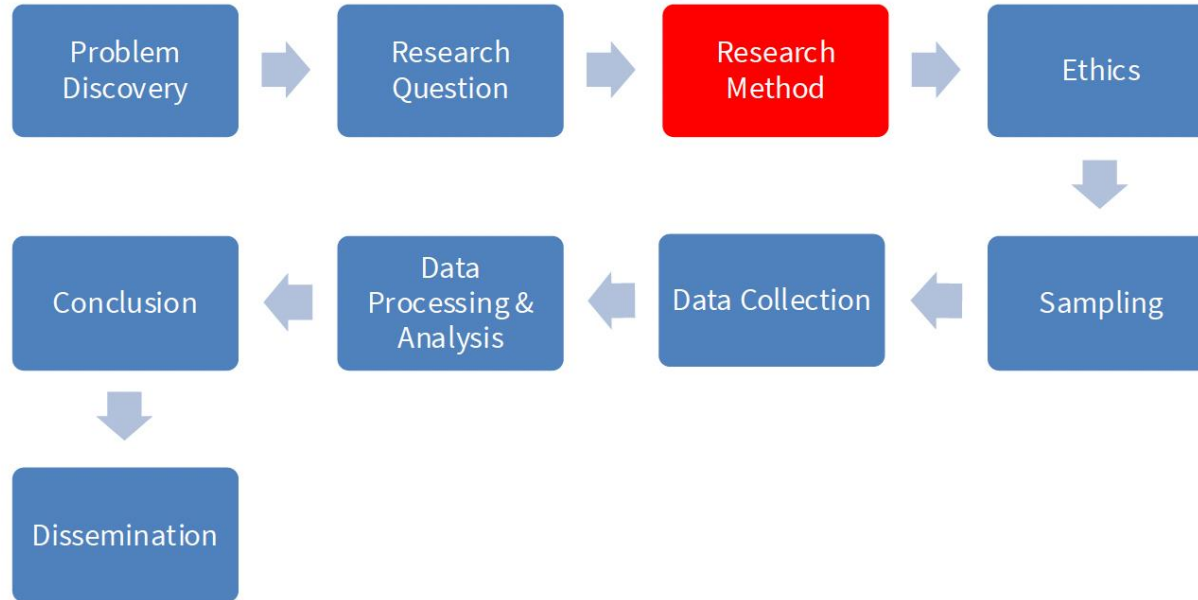 Problem
Discovery
Research
Question
Research
Method
Ethics
Sampling
Data Collection
Data
Processing &
Analysis
Conclusion
Dissemination